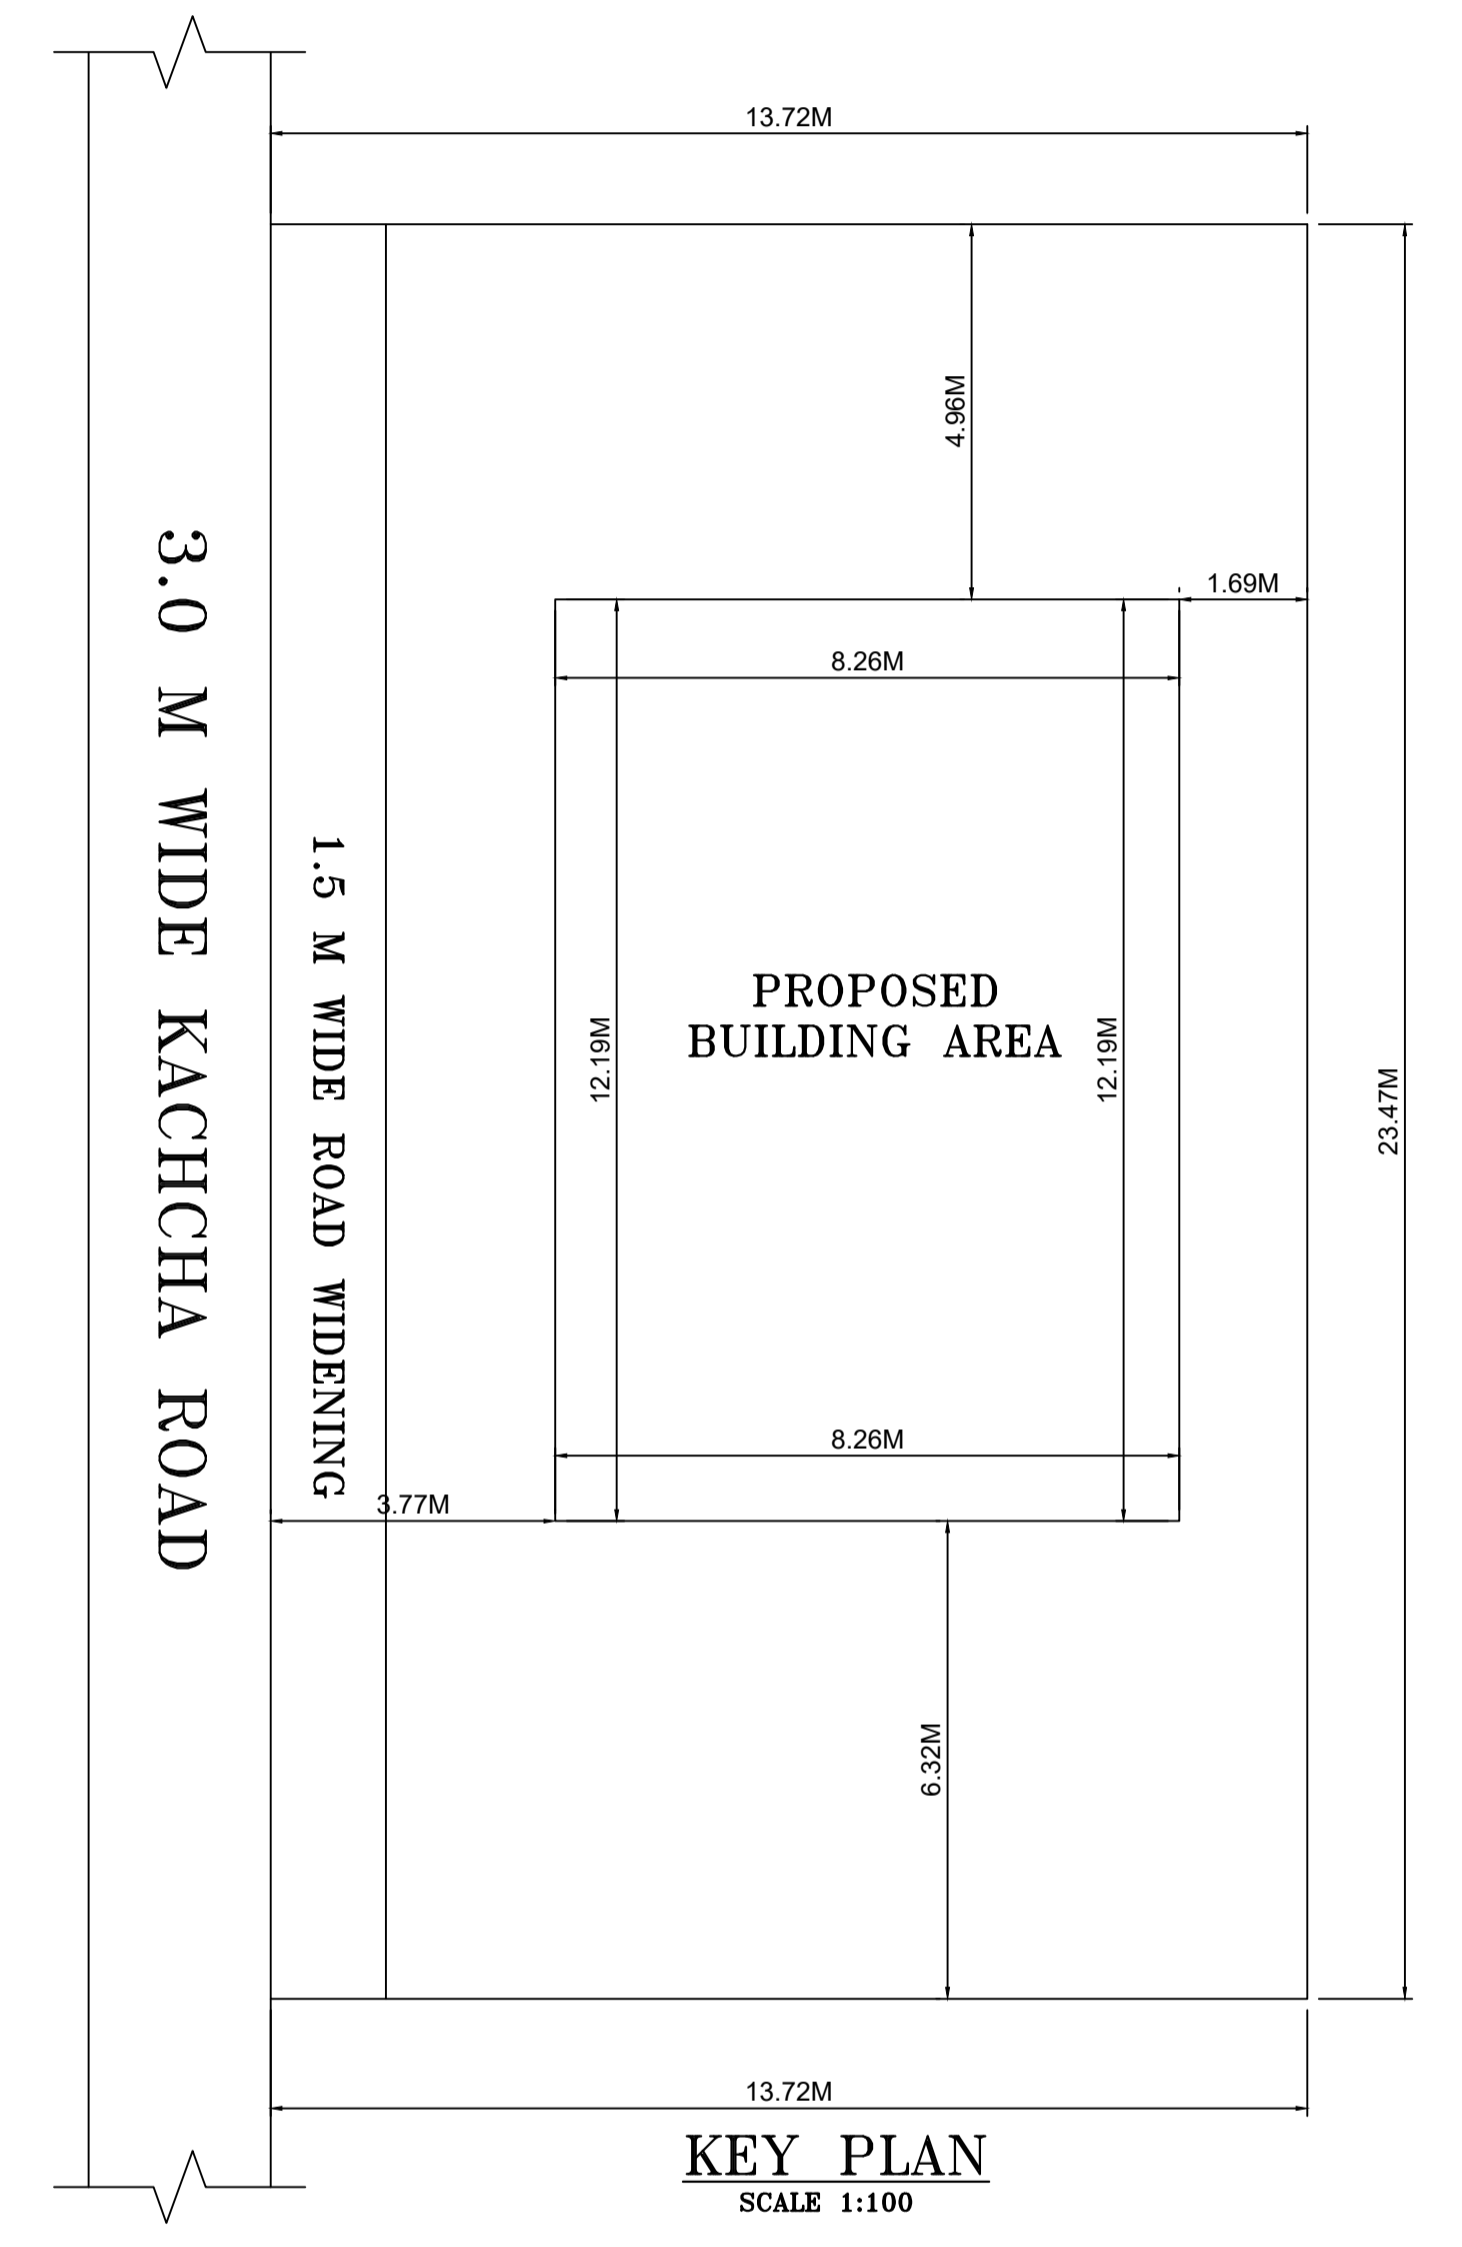 13.72M
4.96M
1.69M
8.26M
3.0 M WIDE KACHCHA ROAD
1.5 M WIDE ROAD WIDENING
PROPOSED
BUILDING AREA
12.19M
12.19M
23.47M
8.26M
3.77M
6.32M
13.72M
KEY PLAN
SCALE 1:100